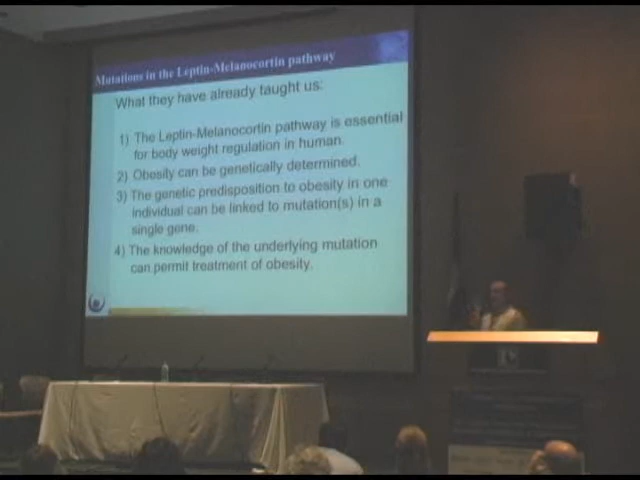 Mutations in the Leptin-Melanocortin pathway
What they have already taught us:
1) The Leptin-Melanocortin pathway is essential
for body weight regulation in human.
2) Obesity can be genetically determined.
3) The genetic predisposition to obesity in one
individual can be linked to mutation(s) in a
single gene.
4) The knowledge of the underlying mutation
can permit treatment of obesity.